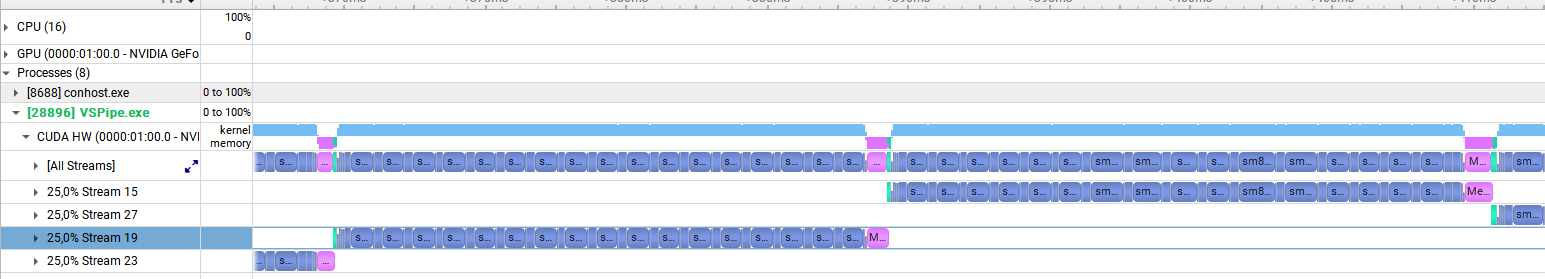 CPU (16)
100%
0
GPU (0000:01:00.0 - NVIDIA GeFo
Processes (8)
[8688] conhost.exe
0 to 100%
[28896] VSPipe.exe
0 to 100%
CUDA HW (0000:01:00.0 - NVI
kernel
memory
[All Streams]
... s... ... s... s... s... s... s... s... s... s... s... s... s... s... s... ... s... s... s... s... sm... sm... s... sm8... sm... s... s... s... s... M... sm...
25,0% Stream 15
s... s... s... s... sm... sm... s... sm8... sm... s... s... s... s... Me...
25,0% Stream 27
sm...
25,0% Stream 19
s... s... s... s... s... s... s... s... s... s... s... s... s... M...
25,0% Stream 23
... s... ...